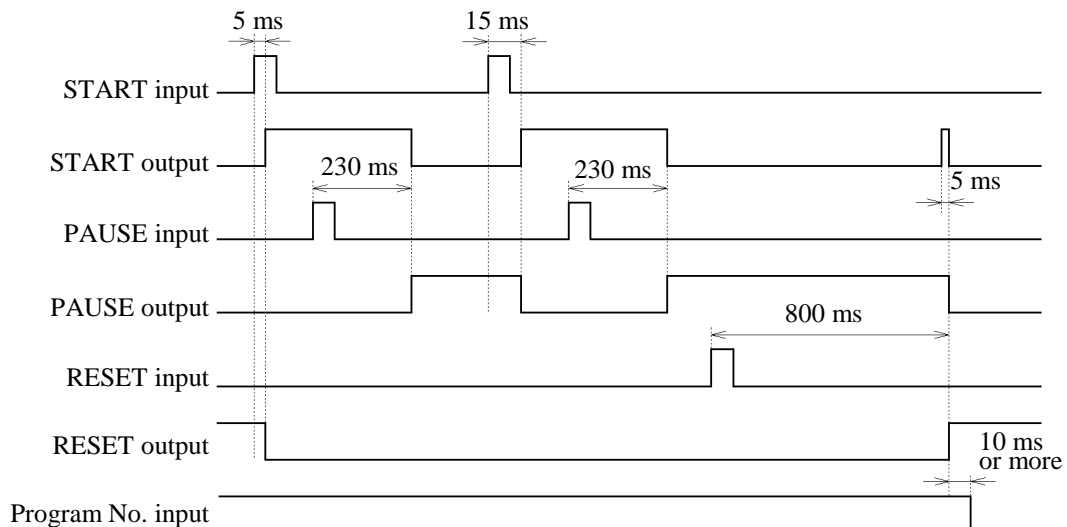 5 ms
15 ms
START input
START output
230 ms
230 ms
5 ms
PAUSE input
PAUSE output
800 ms
RESET input
RESET output
10 ms
or more
Program No. input